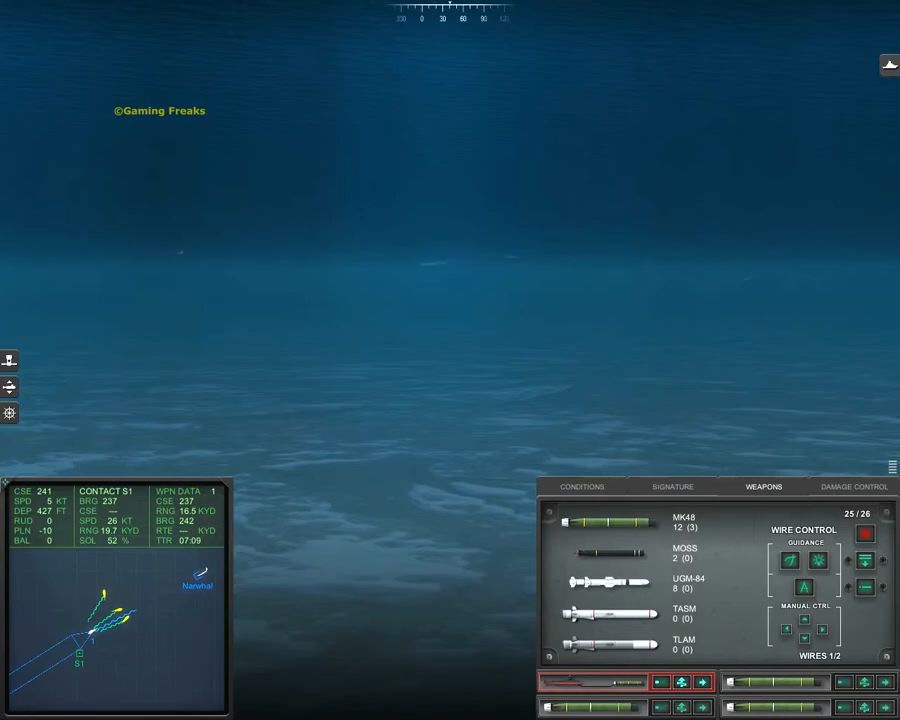 330 0 30 60 90 120
©Gaming Freaks
CSE 241
SPD 5 KT
DEP 427 FT
RUD 0
PLN -10
BAL 0
CONTACT S1
BRG 237
CSE ---
SPD 26 KT
RNG 19.7 KYD
SOL 52 %
WPN DATA 1
CSE 237
RNG 16.5 KYD
BRG 242
RTE --- KN
TTR 07:09
Narwhal
1
S1
CONDITIONS SIGNATURE WEAPONS DAMAGE CONTROL
25 / 26
MK48
12 (3)
MOSS
2 (0)
UGM-84
8 (0)
TASM
0 (0)
TLAM
0 (0)
WIRE CONTROL
GUIDANCE
A
MANUAL CTRL
WIRES 1/2